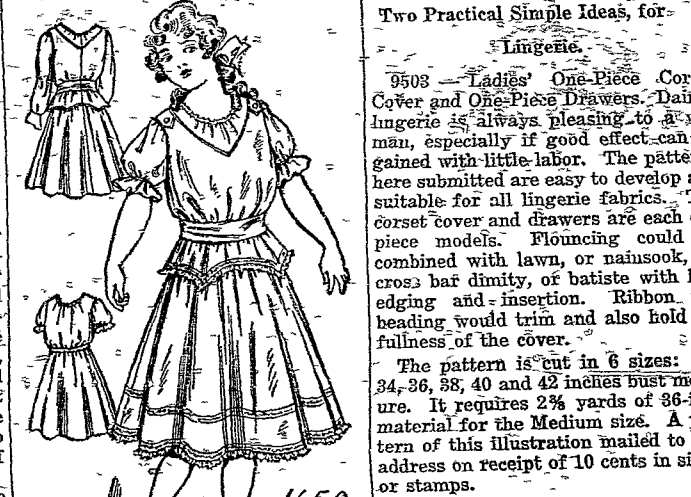 Two Practical Simple Ideas, for
Lingerie.
9503 — Ladies' One-Piece Cor
Cover and One-Piece Drawers. Dai
lingerie is always pleasing to a
man, especially if good effect can
gained with little labor. The patte
here submitted are easy to develop a
suitable for all lingerie fabrics.
corset cover and drawers are each
piece models. Flouncing could
combined with lawn, or nainsook,
cross bar dimity, or batiste with
edging and insertion. Ribbon
beading would trim and also hold
fullness of the cover.
The pattern is cut in 6 sizes:
34, 36, 38, 40 and 42 inches bust m
ure. It requires 2⅜ yards of 36-i
material for the Medium size. A
tern of this illustration mailed to
address on receipt of 10 cents in si
or stamps.